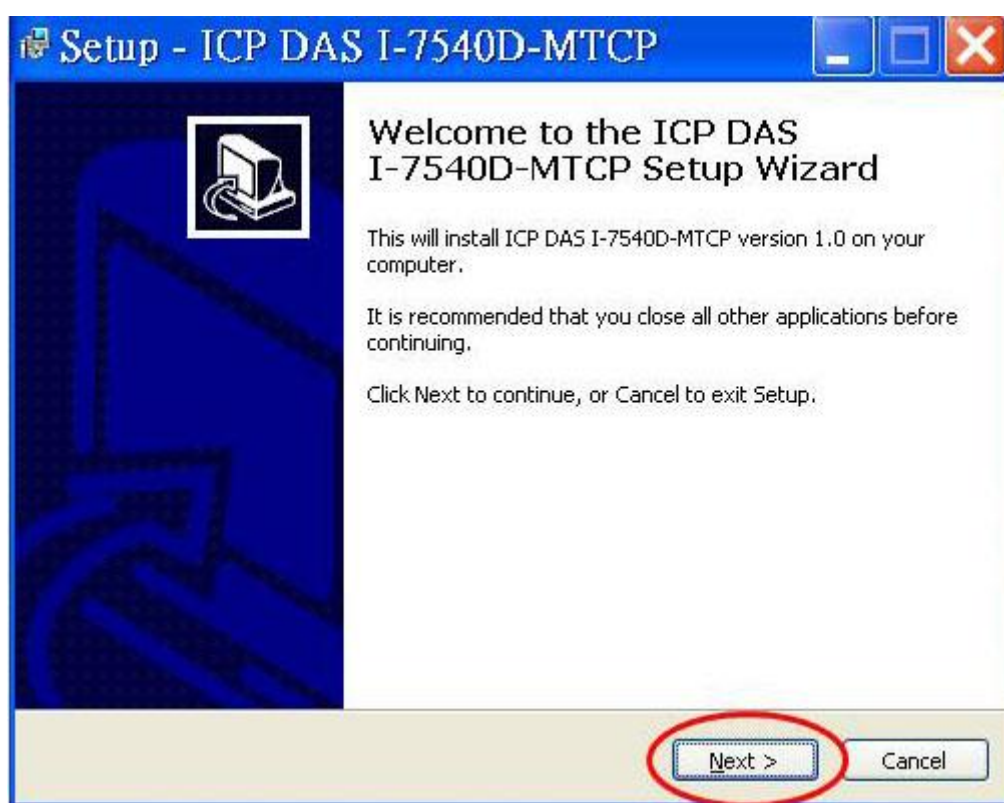 Setup - ICP DAS I-7540D-MTCP
Welcome to the ICP DAS
I-7540D-MTCP Setup Wizard
This will install ICP DAS I-7540D-MTCP version 1.0 on your
computer.
It is recommended that you close all other applications before
continuing.
Click Next to continue, or Cancel to exit Setup.
Next >
Cancel